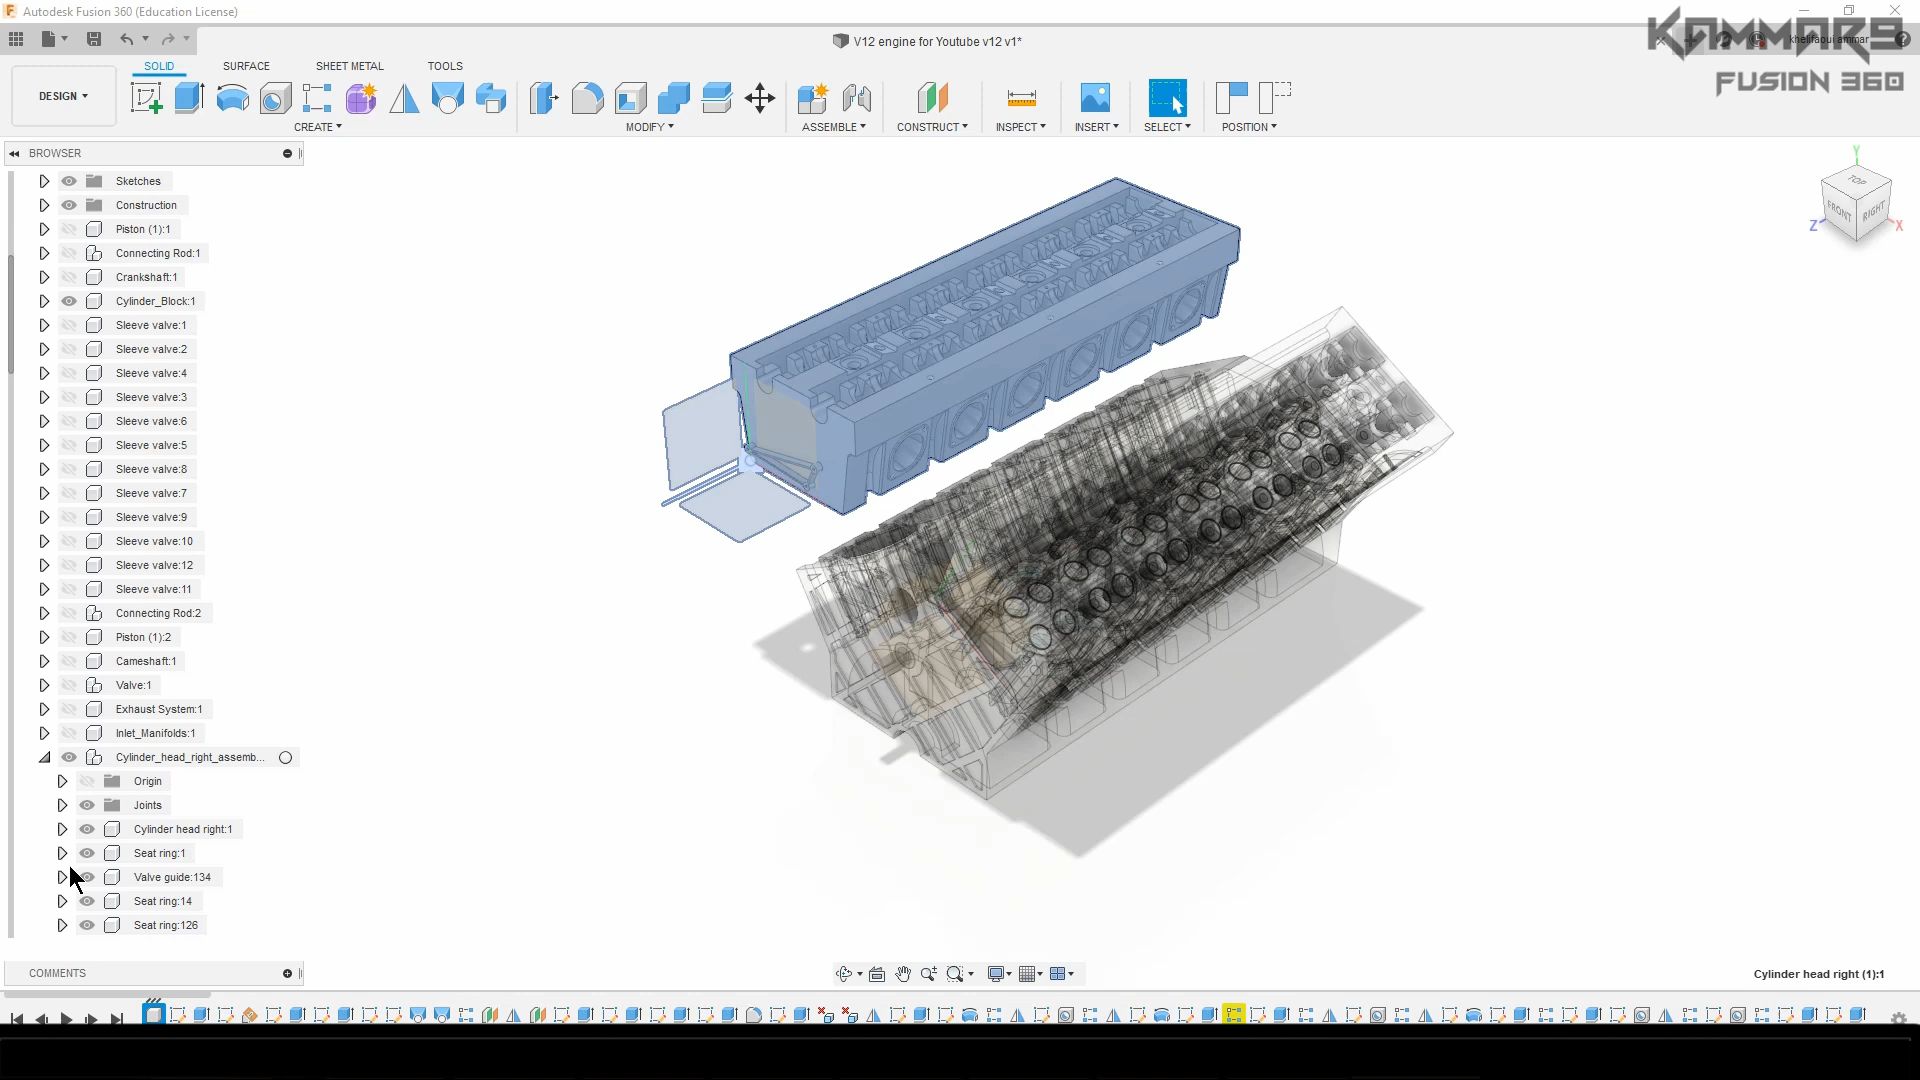 Autodesk Fusion 360 (Education License)
KAMMAR9
FUSION 360
V12 engine for Youtube v12 v1*
khelifaoui ammar
DESIGN
SOLID
SURFACE
SHEET METAL
TOOLS
CREATE
MODIFY
ASSEMBLE
CONSTRUCT
INSPECT
INSERT
SELECT
POSITION
BROWSER
Sketches
Construction
Piston (1):1
Connecting Rod:1
Crankshaft:1
Cylinder_Block:1
Sleeve valve:1
Sleeve valve:2
Sleeve valve:4
Sleeve valve:3
Sleeve valve:6
Sleeve valve:5
Sleeve valve:8
Sleeve valve:7
Sleeve valve:9
Sleeve valve:10
Sleeve valve:12
Sleeve valve:11
Connecting Rod:2
Piston (1):2
Cameshaft:1
Valve:1
Exhaust System:1
Inlet_Manifolds:1
Cylinder_head_right_assemb...
Origin
Joints
Cylinder head right:1
Seat ring:1
Valve guide:134
Seat ring:14
Seat ring:126
COMMENTS
Y
TOP
FRONT
RIGHT
Z
X
Cylinder head right (1):1